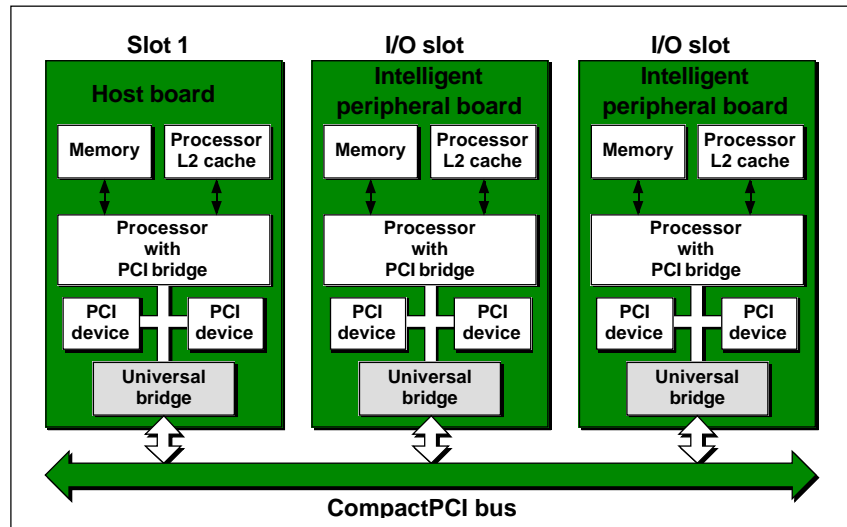 Slot 1
Host board
Memory
Processor
L2 cache
Processor
with
PCI bridge
PCI
device
PCI
device
Universal
bridge
I/O slot
Intelligent
peripheral board
Memory
Processor
L2 cache
Processor
with
PCI bridge
PCI
device
PCI
device
Universal
bridge
I/O slot
Intelligent
peripheral board
Memory
Processor
L2 cache
Processor
with
PCI bridge
PCI
device
PCI
device
Universal
bridge
CompactPCI bus